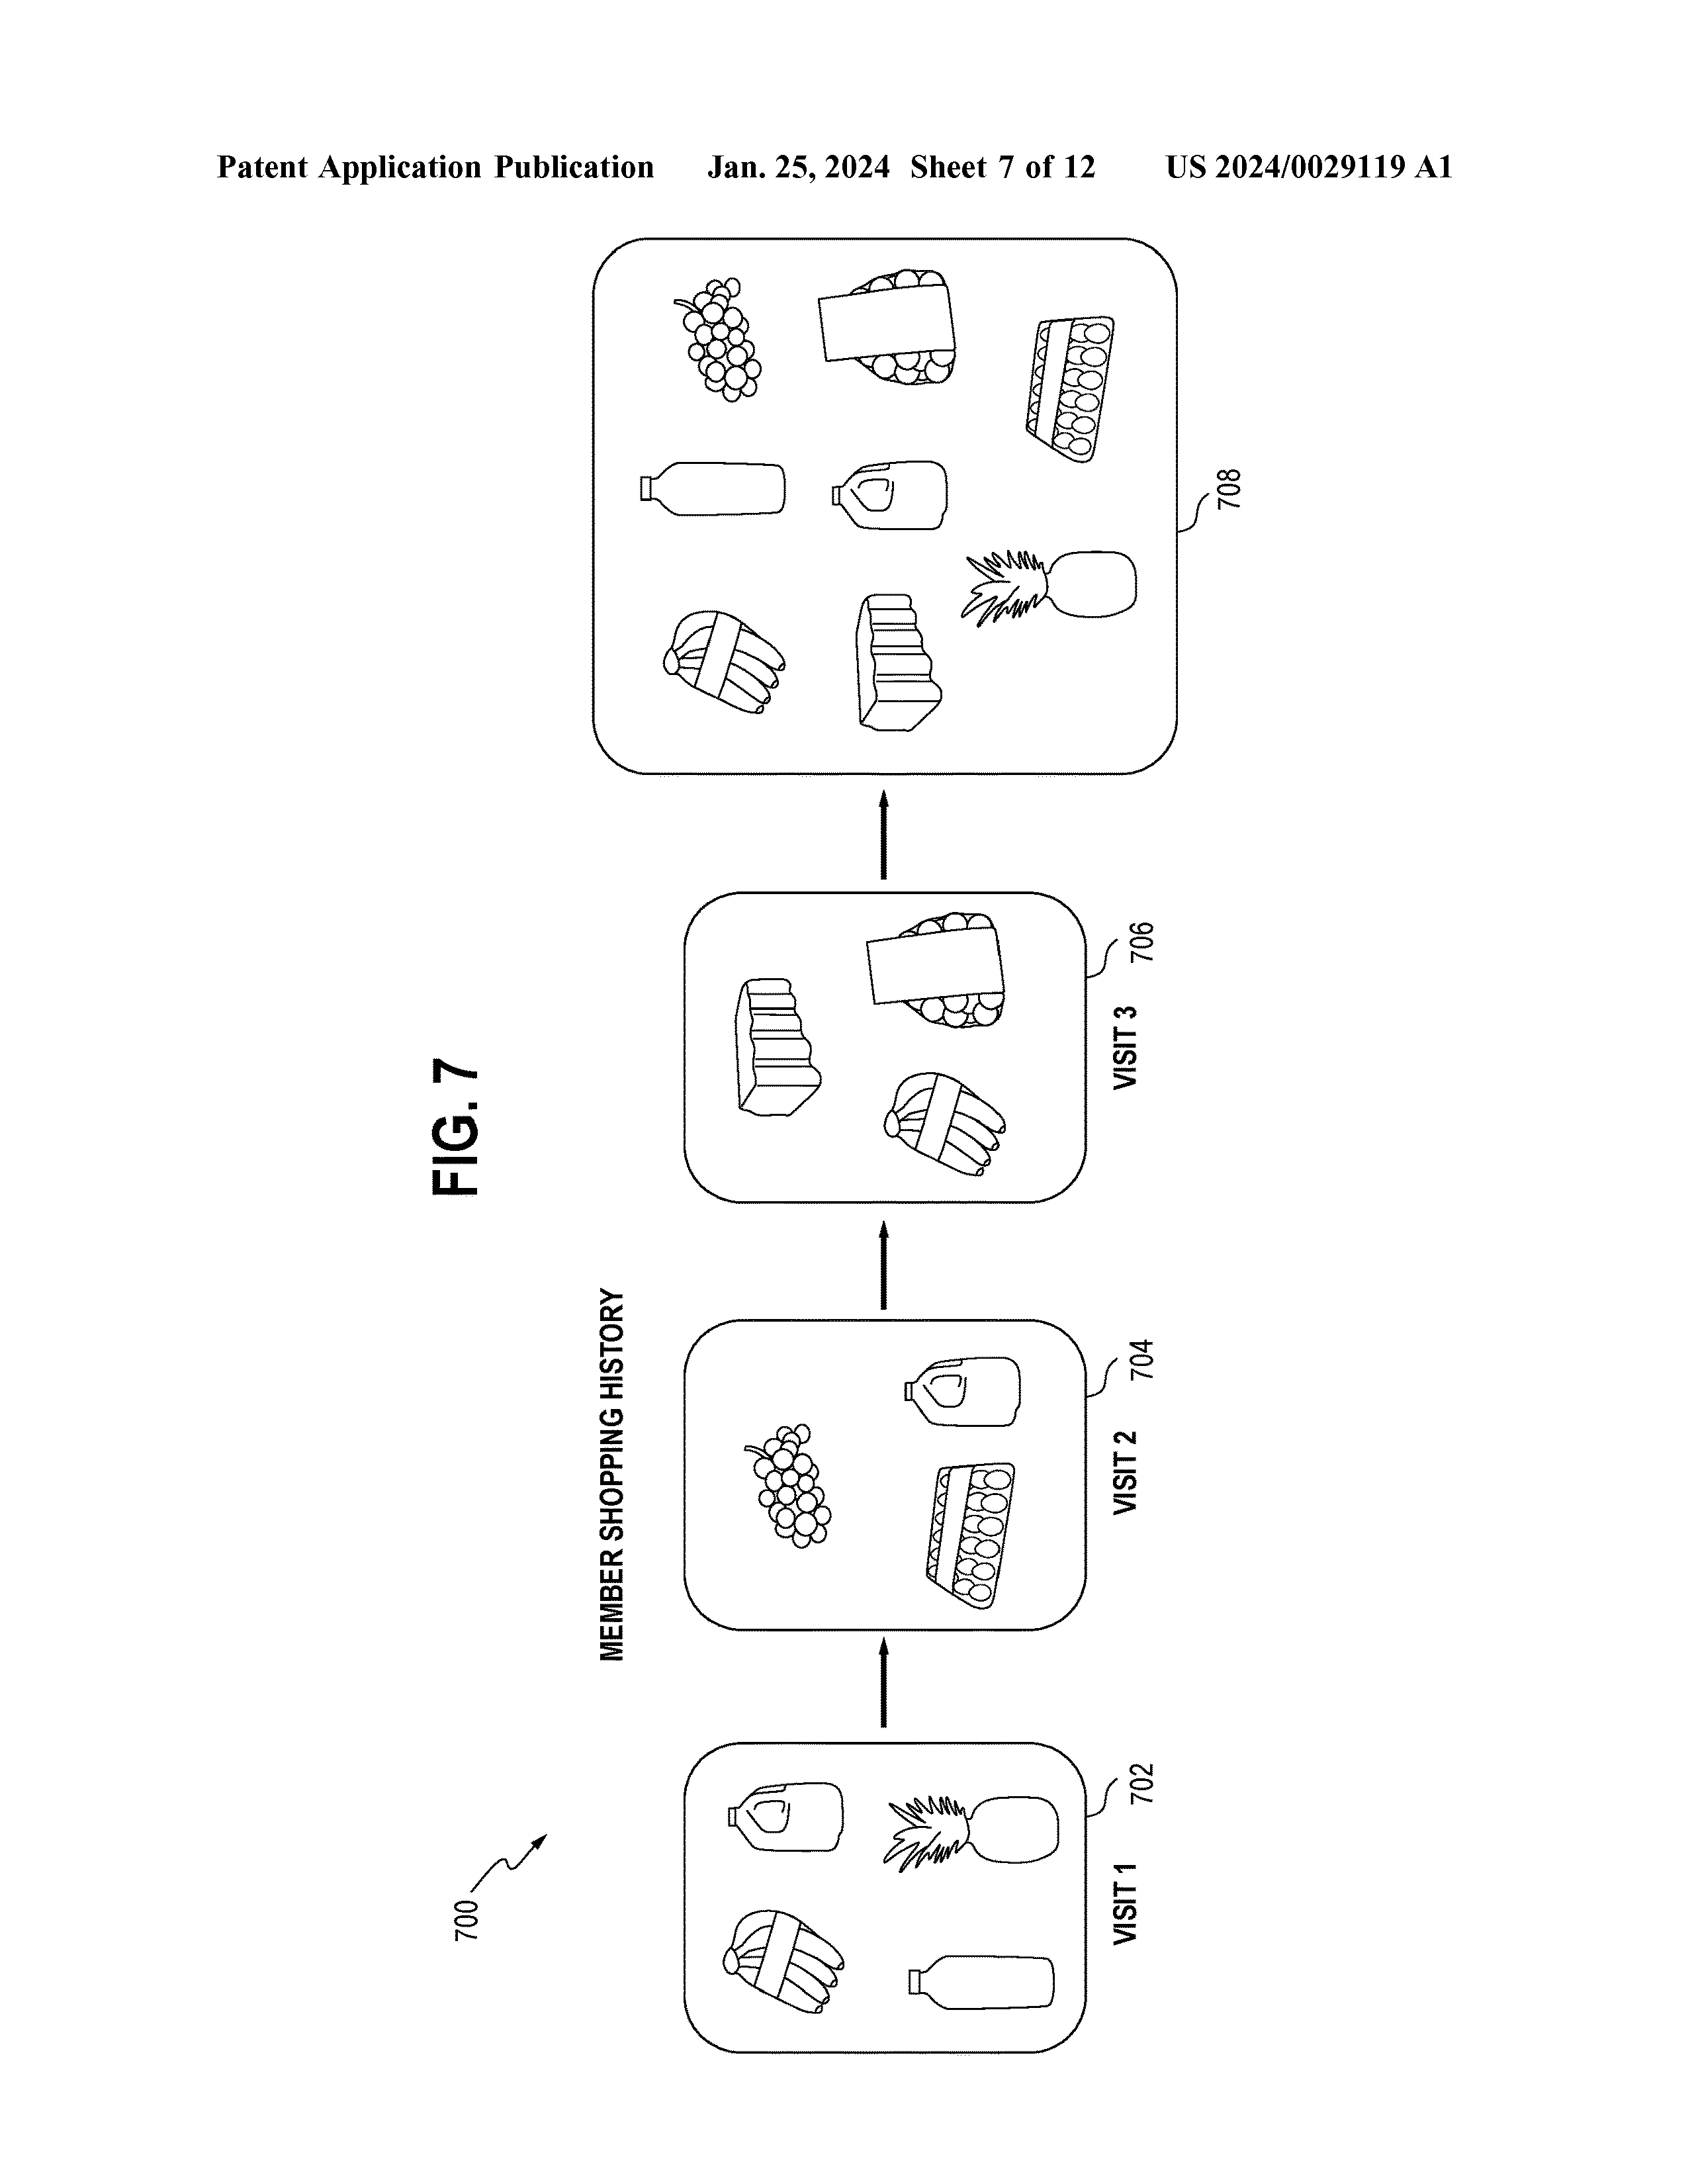 Patent Application Publication Jan. 25, 2024 Sheet 7 of 12 US 2024/0029119 A1
FIG. 7
700
MEMBER SHOPPING HISTORY
702
VISIT 1
704
VISIT 2
706
VISIT 3
708